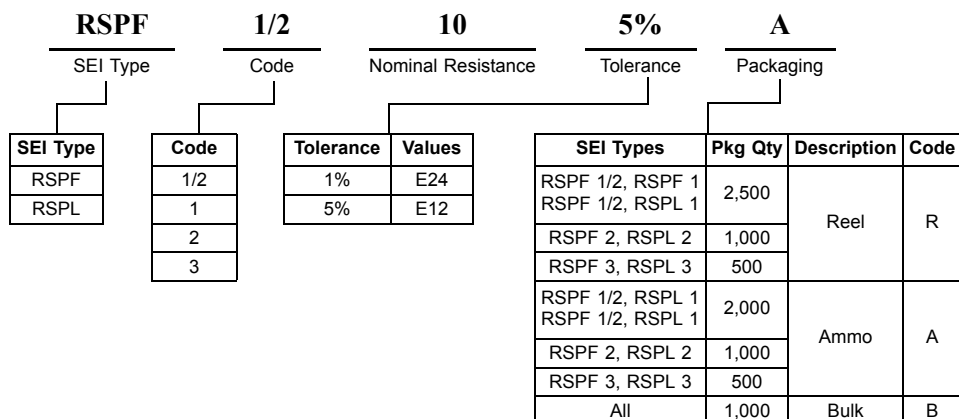 RSPF 1/2 10 5% A
SEI Type Code Nominal Resistance Tolerance Packaging
SEI Type
RSPF
RSPL
Code
1/2
1
2
3
Tolerance Values
1% E24
5% E12
SEI Types Pkg Qty Description Code
RSPF 1/2, RSPF 1
RSPF 1/2, RSPL 1
2,500
RSPF 2, RSPL 2 1,000
RSPF 3, RSPL 3 500
Reel R
RSPF 1/2, RSPL 1
RSPF 1/2, RSPL 1
2,000
RSPF 2, RSPL 2 1,000
RSPF 3, RSPL 3 500
Ammo A
All 1,000 Bulk B